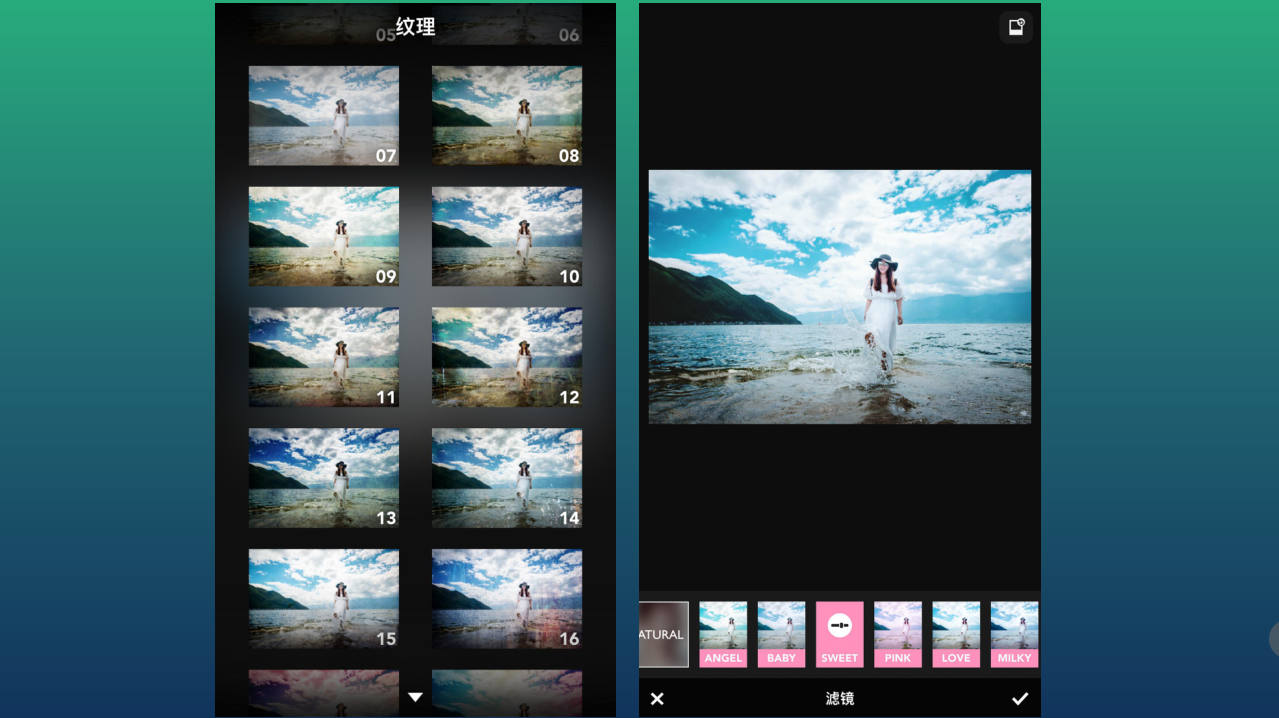 纹理
05
06
07
08
09
10
11
12
13
14
15
16
ATURAL
ANGEL
BABY
SWEET
PINK
LOVE
MILKY
滤镜